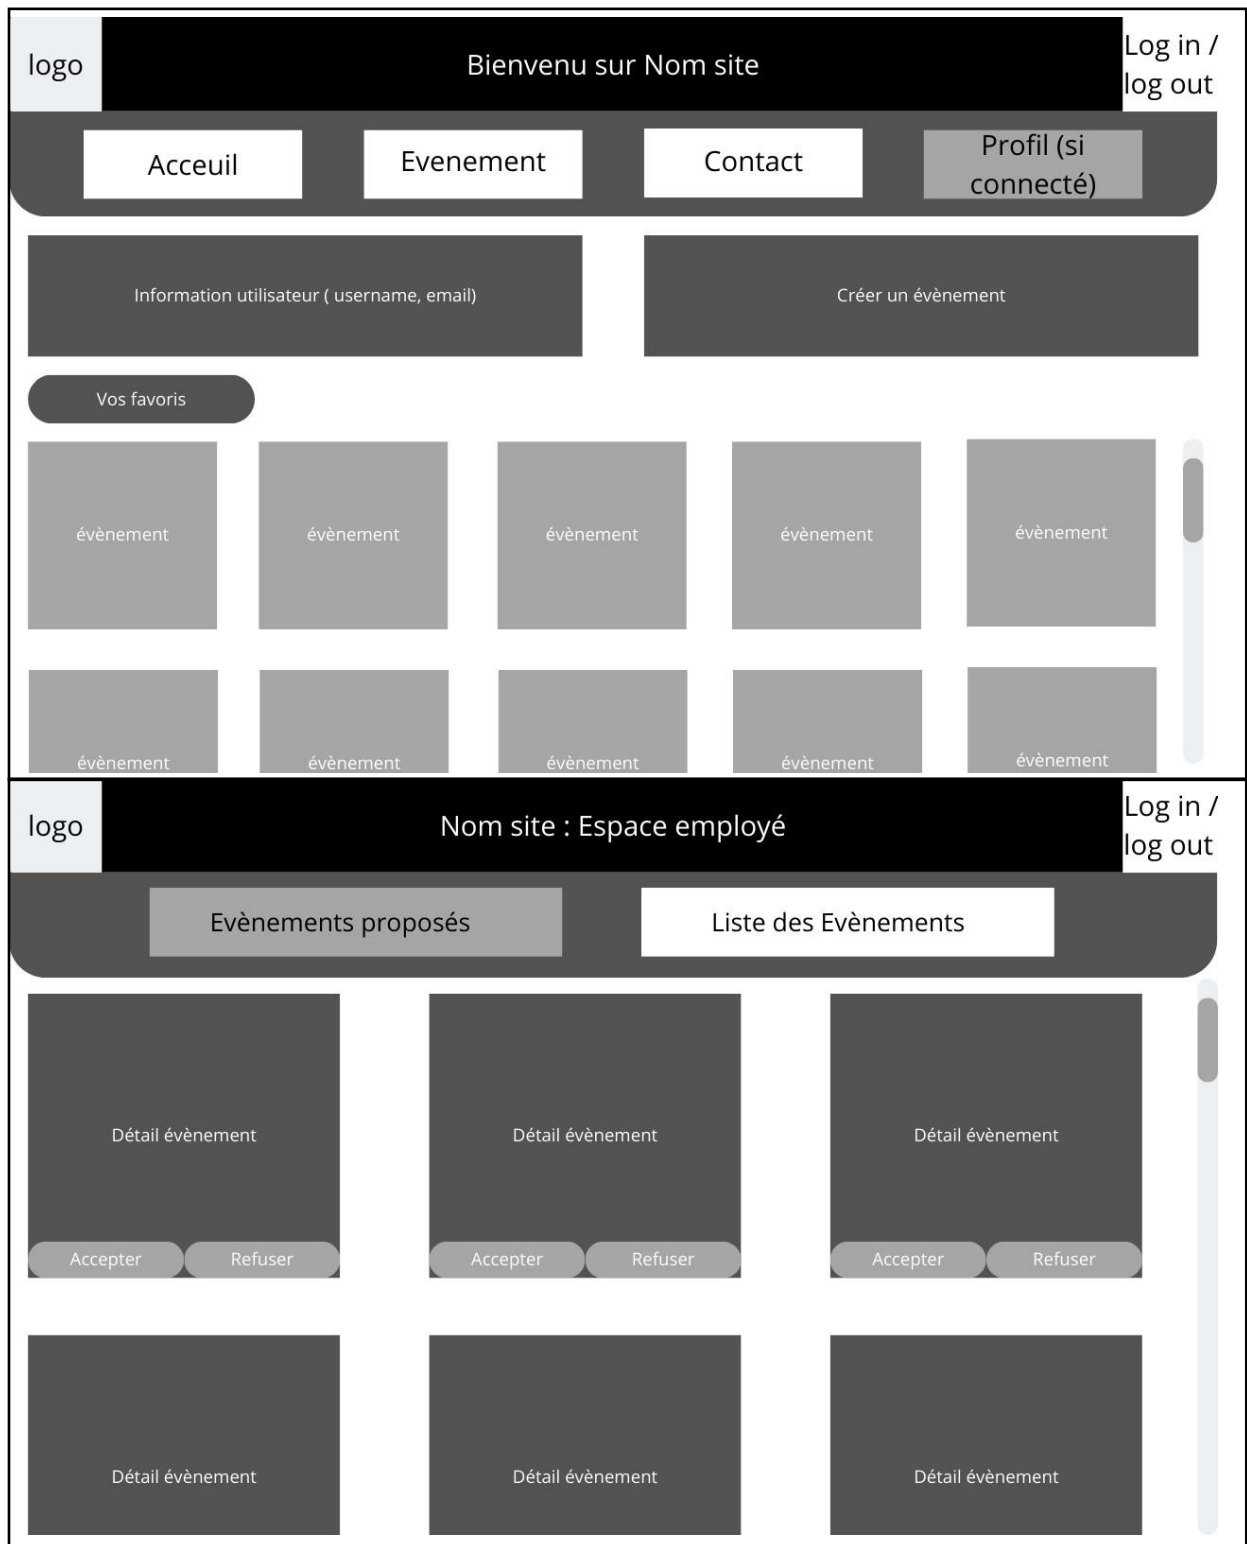 logo
Bienvenu sur Nom site
Log in /
log out
Acceuil
Evenement
Contact
Profil (si
connecté)
Information utilisateur ( username, email)
Créer un évènement
Vos favoris
évènement
évènement
évènement
évènement
évènement
évènement
évènement
évènement
évènement
évènement
logo
Nom site : Espace employé
Log in /
log out
Evènements proposés
Liste des Evènements
Détail évènement
Détail évènement
Détail évènement
Accepter
Refuser
Accepter
Refuser
Accepter
Refuser
Détail évènement
Détail évènement
Détail évènement